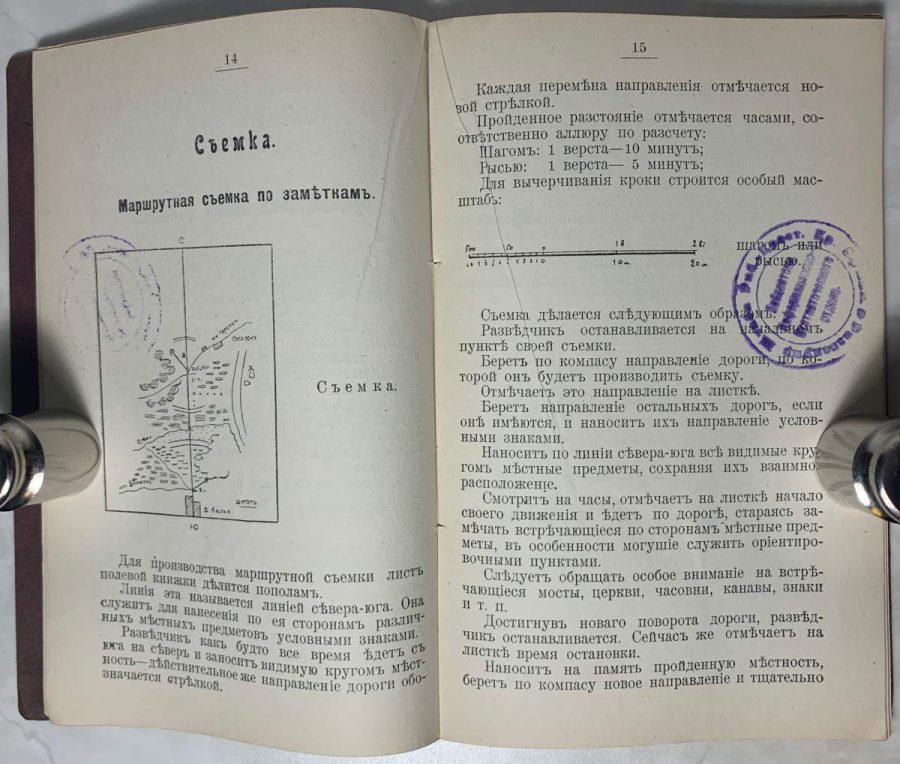 14
Съемка.
Маршрутная съемка по замѣткамъ.
С
Поселокъ
шагомъ
Ю
Съемка.
Для производства маршрутной съемки листъ
полевой книжки дѣлится пополамъ.
Линія эта называется линіей сѣвера-юга. Она
служитъ для нанесенія по ея сторонамъ различ-
ныхъ мѣстныхъ предметовъ условными знаками.
Развѣдчикъ какъ будто все время ѣдетъ съ
юга на сѣверъ и заноситъ видимую кругомъ мѣст-
ность—дѣйствительное же направленіе дороги обо-
значается стрѣлкой.
15
Каждая перемѣна направленія отмѣчается но-
вой стрѣлкой.
Пройденное разстояніе отмѣчается часами, со-
отвѣтственно аллюру по разсчету:
Шагомъ: 1 верста—10 минутъ;
Рысью: 1 верста— 5 минутъ;
Для вычерчиванія кроки строится особый мас-
штабъ:
шагомъ или
рысью.
Съемка дѣлается слѣдующимъ образомъ:
Развѣдчикъ останавливается на начальномъ
пунктѣ своей съемки.
Беретъ по компасу направленіе дороги, по ко-
торой онъ будетъ производить съемку.
Отмѣчаетъ это направленіе на листкѣ.
Беретъ направленіе остальныхъ дорогъ, если
онѣ имѣются, и наноситъ ихъ направленіе услов-
ными знаками.
Наноситъ по линіи сѣвера-юга всѣ видимые кру-
гомъ мѣстные предметы, сохраняя ихъ взаимно
расположеніе.
Смотритъ на часы, отмѣчаетъ на листкѣ начало
своего движенія и ѣдетъ по дорогѣ, стараясь за-
мѣчать встрѣчающіеся по сторонамъ мѣстные пред-
меты, въ особенности могушіе служить оріентиро-
вочными пунктами.
Слѣдуетъ обращать особое вниманіе на встрѣ-
чающіеся мосты, церкви, часовни, канавы, знаки
и т. п.
Достигнувъ новаго поворота дороги, развѣд-
чикъ останавливается. Сейчасъ же отмѣчаетъ на
листкѣ время остановки.
Наноситъ на память пройденную мѣстность,
беретъ по компасу новое направленіе и тщательно